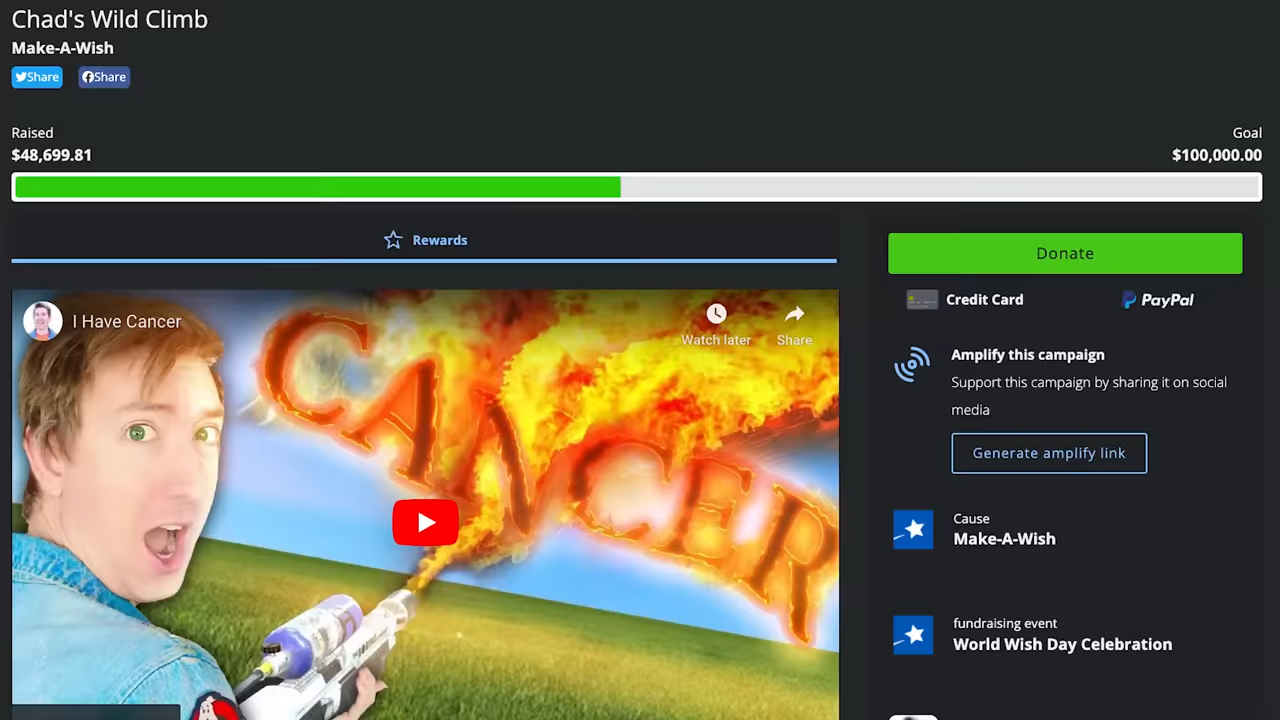 Chad's Wild Climb
Make-A-Wish
Share Share
Raised Goal
$48,699.81 $100,000.00
Rewards
Donate
Credit Card PayPal
I Have Cancer
Watch later Share
CANCER
Amplify this campaign
Support this campaign by sharing it on social
media
Generate amplify link
Cause
Make-A-Wish
fundraising event
World Wish Day Celebration